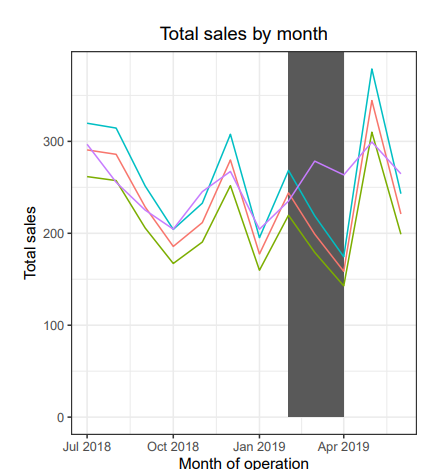 Total sales by month
Total sales
300
200
100
0
Jul 2018 Oct 2018 Jan 2019 Apr 2019
Month of operation